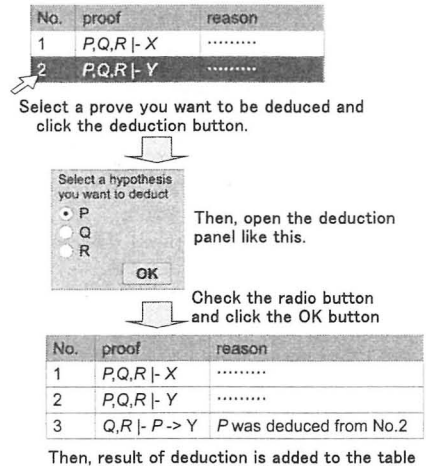 No. proof reason
1 P,Q,R |- X ·········
2 P,Q,R |- Y ·········
Select a prove you want to be deduced and
click the deduction button.
Select a hypothesis
you want to deduct
P
Q
R
OK
Then, open the deduction
panel like this.
Check the radio button
and click the OK button
No. proof reason
1 P,Q,R |- X ·········
2 P,Q,R |- Y ·········
3 Q,R |- P -> Y P was deduced from No.2
Then, result of deduction is added to the table